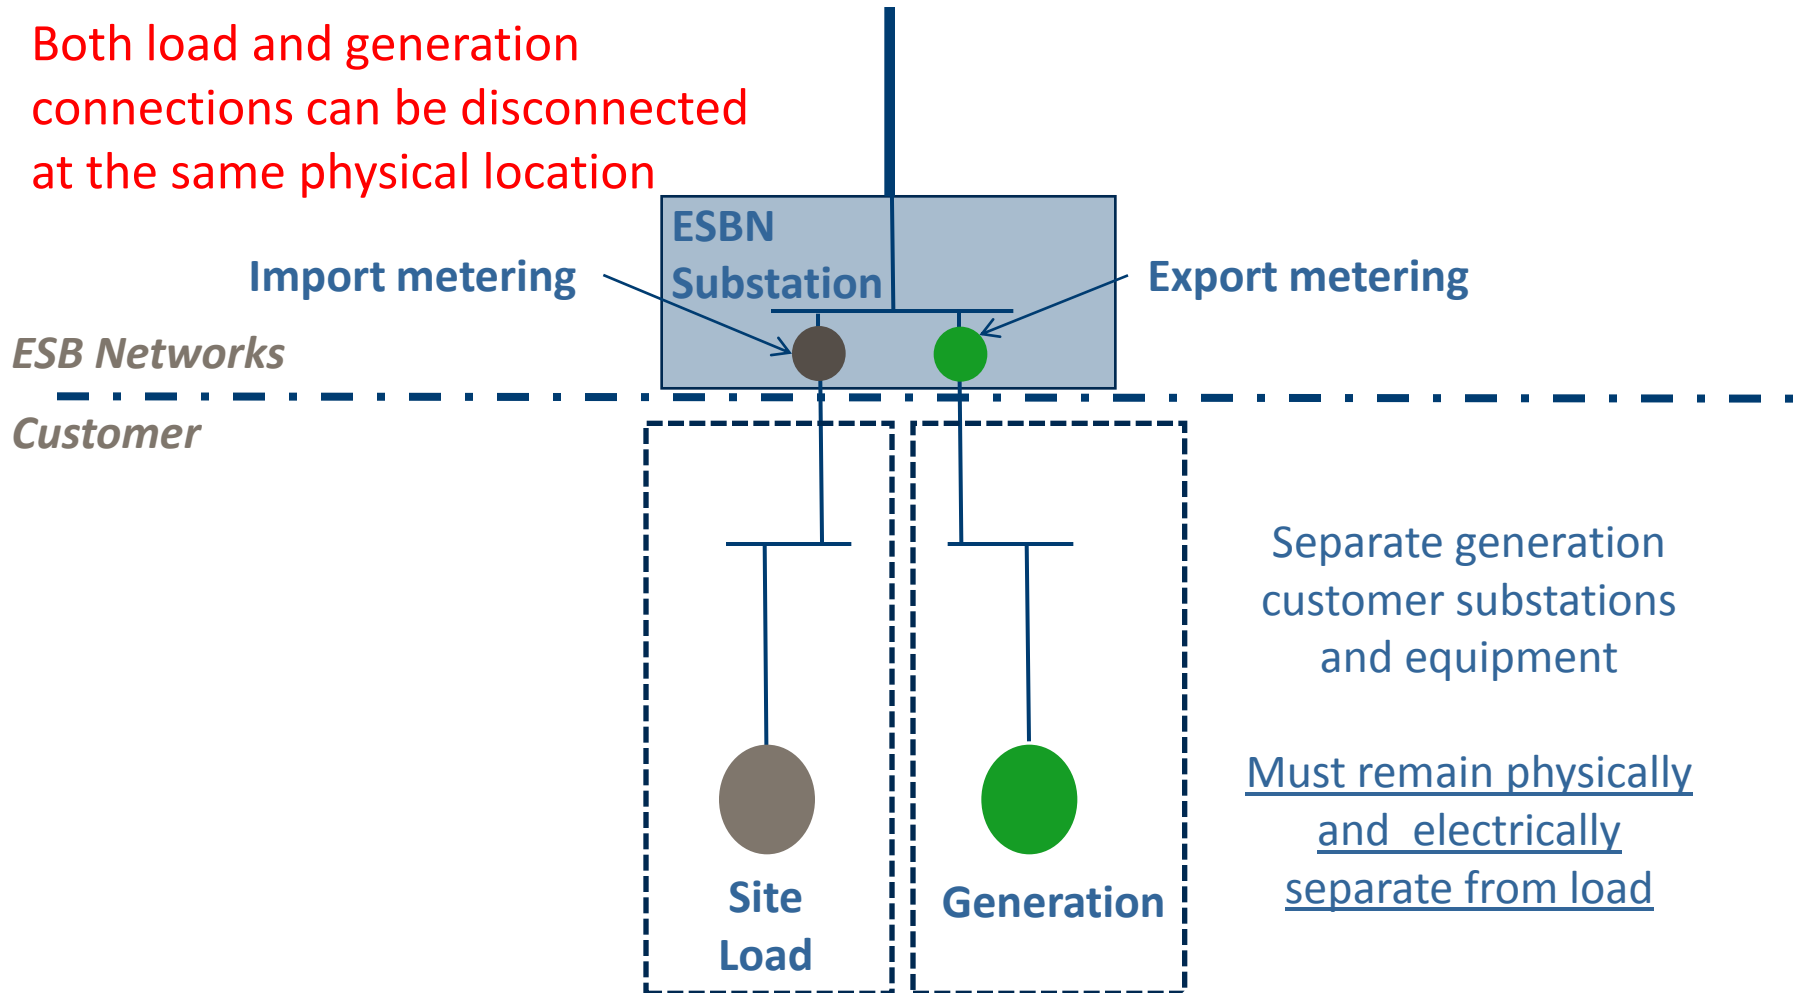 Both load and generation
connections can be disconnected
at the same physical location
ESBN
Substation
Import metering
Export metering
ESB Networks
Customer
Separate generation
customer substations
and equipment
Must remain physically
and  electrically
separate from load
Site
Load
Generation